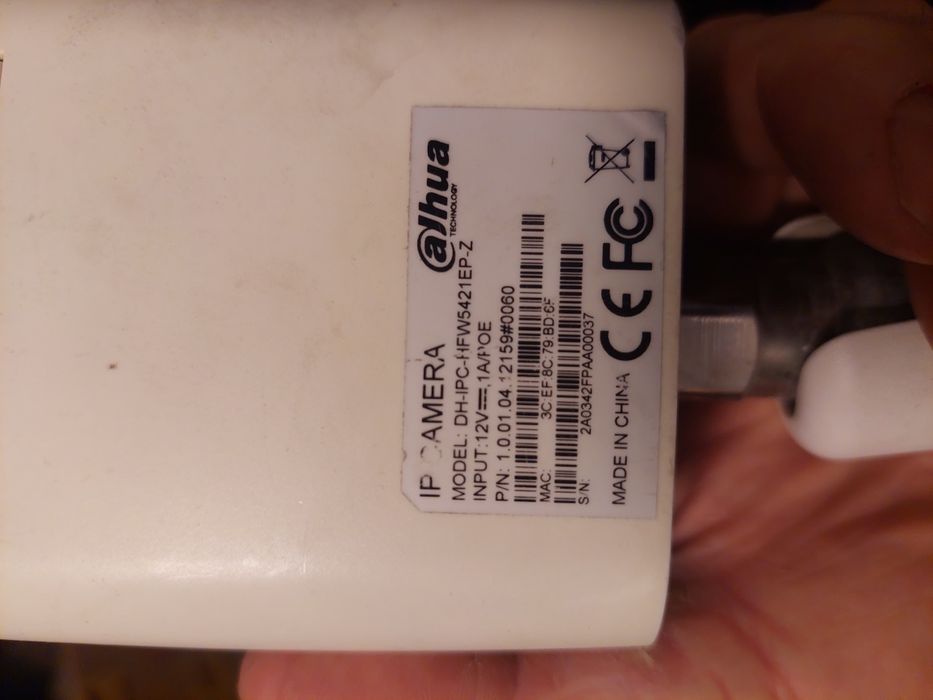 alhua
TECHNOLOGY
IP CAMERA
MODEL: DH-IPC-HFW5421EP-Z
INPUT:12V⎓,1A/POE
P/N: 1.0.01.04.12159#0060
MAC: 3C:EF:8C:79:BD:6F
S/N: 2A0342FPAA00037
MADE IN CHINA CE FC